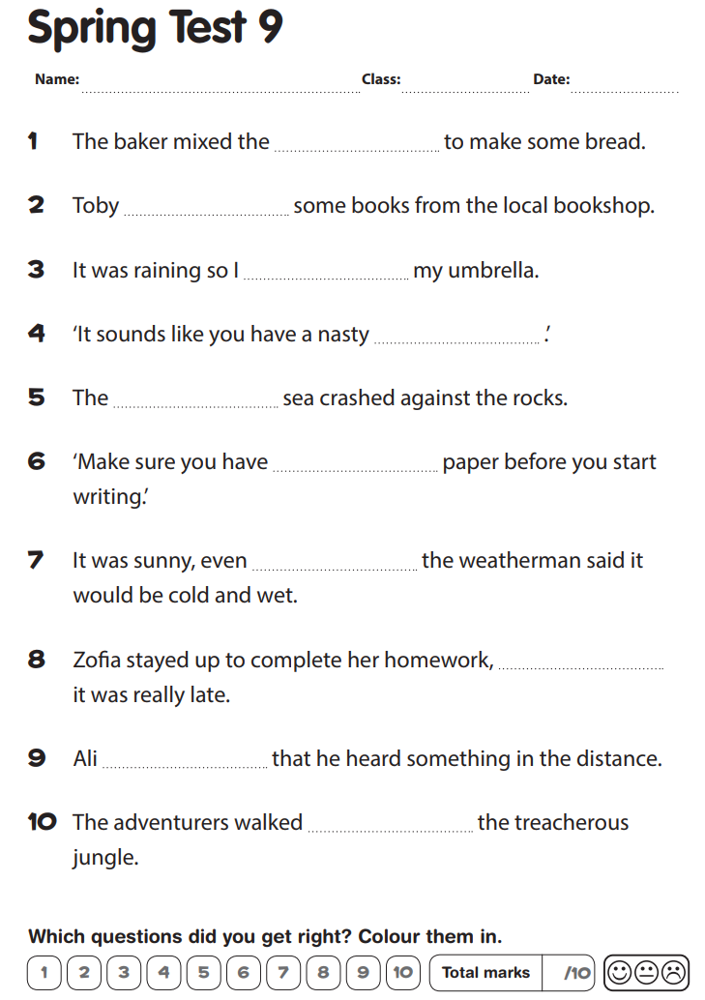 Spring Test 9
Name: Class: Date:
1 The baker mixed the to make some bread.
2 Toby some books from the local bookshop.
3 It was raining so I my umbrella.
4 ‘It sounds like you have a nasty .’
5 The sea crashed against the rocks.
6 ‘Make sure you have paper before you start
writing.’
7 It was sunny, even the weatherman said it
would be cold and wet.
8 Zofia stayed up to complete her homework,
it was really late.
9 Ali that he heard something in the distance.
10 The adventurers walked the treacherous
jungle.
Which questions did you get right? Colour them in.
1 2 3 4 5 6 7 8 9 10 Total marks /10